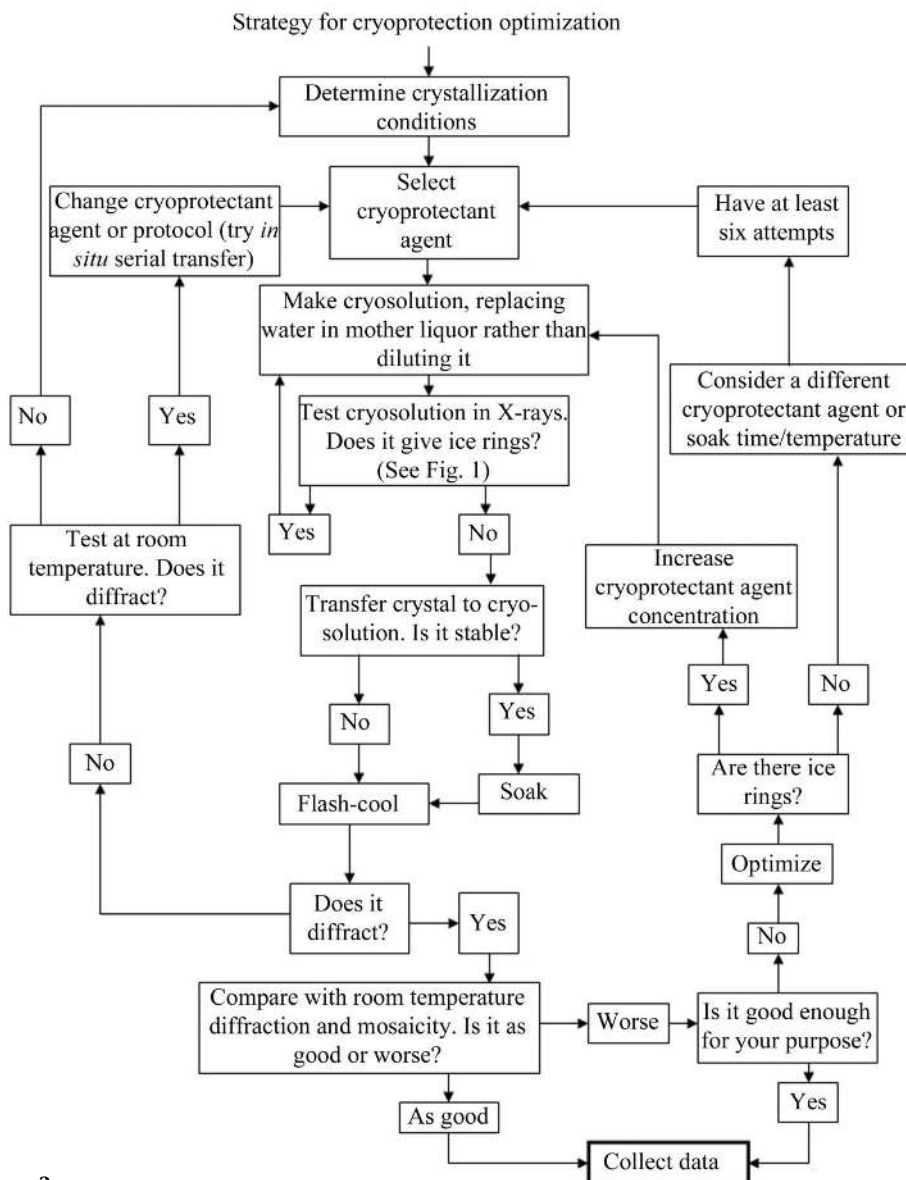 Strategy for cryoprotection optimization
Determine crystallization
conditions
Select
cryoprotectant
agent
Change cryoprotectant
agent or protocol (try in
situ serial transfer)
Have at least
six attempts
Make cryosolution, replacing
water in mother liquor rather than
diluting it
Consider a different
cryoprotectant agent or
soak time/temperature
No
Yes
Test cryosolution in X-rays.
Does it give ice rings?
(See Fig. 1)
Yes
No
Test at room
temperature. Does it
diffract?
Increase
cryoprotectant agent
concentration
Transfer crystal to cryo-
solution. Is it stable?
Yes
No
No
Yes
No
Are there ice
rings?
Flash-cool
Soak
Optimize
Does it
diffract?
Yes
No
Compare with room temperature
diffraction and mosaicity. Is it as
good or worse?
Worse
Is it good enough
for your purpose?
As good
Yes
Collect data